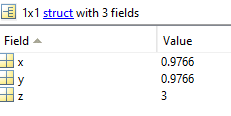 1x1 struct with 3 fields
Field Value
x 0.9766
y 0.9766
z 3